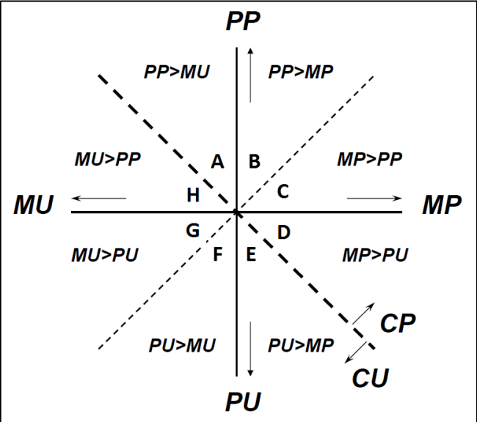 PP
PP>MU PP>MP
MU>PP A B MP>PP
H C
MU MP
G D
MU>PU F E MP>PU
CP
PU>MU PU>MP
CU
PU